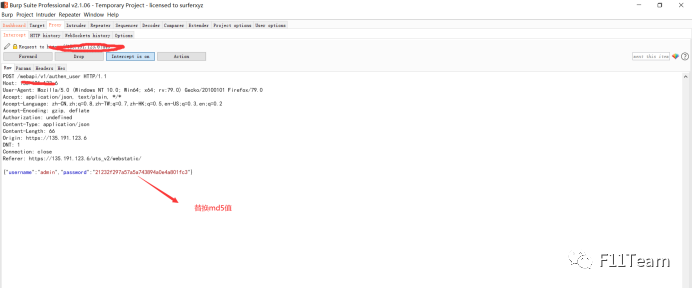 Burp Suite Professional v2.1.06 - Temporary Project - licensed to surferxyz
Burp Project Intruder Repeater Window Help
Dashboard Target Proxy Intruder Repeater Sequencer Decoder Comparer Extender Project options User options
Intercept HTTP history WebSockets history Options
Request to
Forward Drop Intercept is on Action
Raw Params Headers Hex
POST /webapi/v1/authen_user HTTP/1.1
Host:
User-Agent: Mozilla/5.0 (Windows NT 10.0; Win64; x64; rv:79.0) Gecko/20100101 Firefox/79.0
Accept: application/json, text/plain, */*
Accept-Language: zh-CN,zh;q=0.8,zh-TW;q=0.7,zh-HK;q=0.5,en-US;q=0.3,en;q=0.2
Accept-Encoding: gzip, deflate
Authorization: undefined
Content-Type: application/json
Content-Length: 66
Origin: https://135.191.123.6
DNT: 1
Connection: close
Referer: https://135.191.123.6/uts_v2/webstatic/
{"username":"admin","password":"21232f297a57a5a743894a0e4a801fc3"}
替换md5值
F11Team